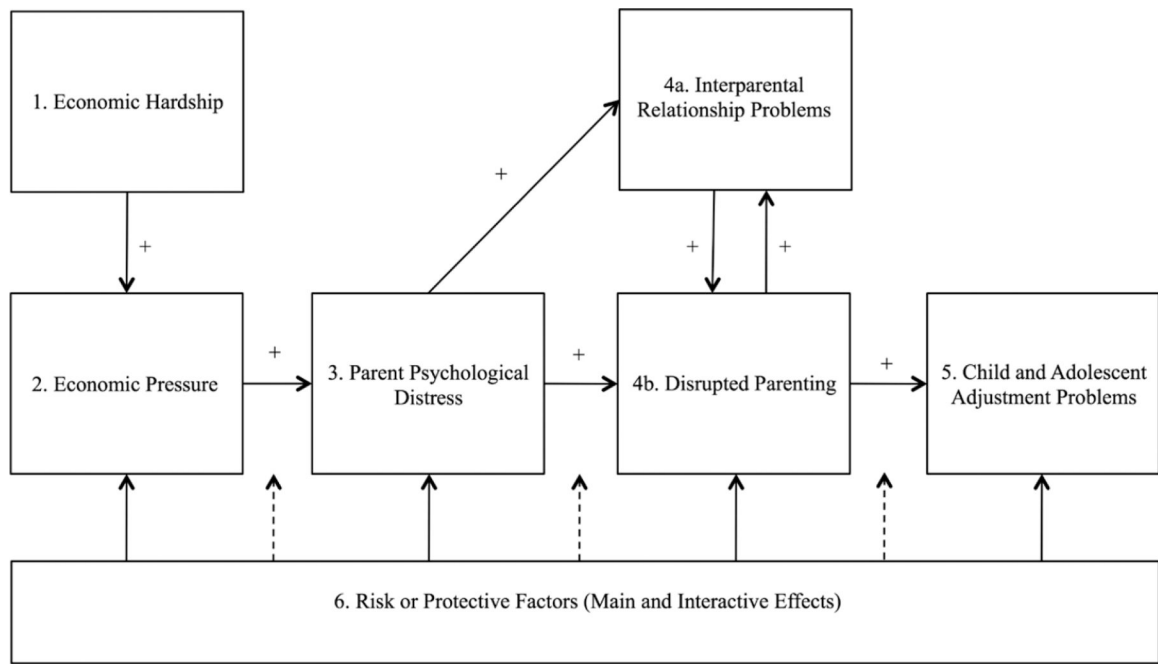 1. Economic Hardship
4a. Interparental
Relationship Problems
+
+
+
+
2. Economic Pressure
+
3. Parent Psychological
Distress
+
4b. Disrupted Parenting
+
5. Child and Adolescent
Adjustment Problems
6. Risk or Protective Factors (Main and Interactive Effects)